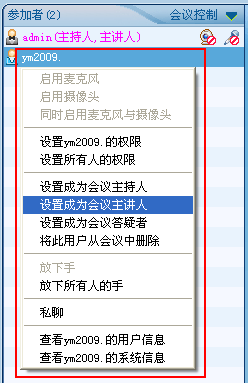 参加者(2) 会议控制
admin(主持人,主讲人)
ym2009.
启用麦克风
启用摄像头
同时启用麦克风与摄像头
设置ym2009.的权限
设置所有人的权限
设置成为会议主持人
设置成为会议主讲人
设置成为会议答疑者
将此用户从会议中删除
放下手
放下所有人的手
私聊
查看ym2009.的用户信息
查看ym2009.的系统信息